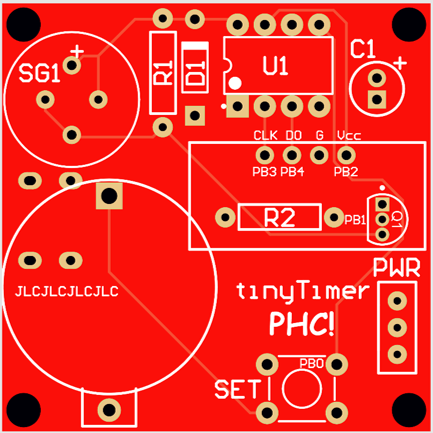 +
SG1
R1
D1
U1
C1
+
CLK DO G Vcc
PB3 PB4 PB2
R2
PB1
Q1
JLCJLCJLCJLC
tinyTimer
PHC!
PWR
SET
PB0